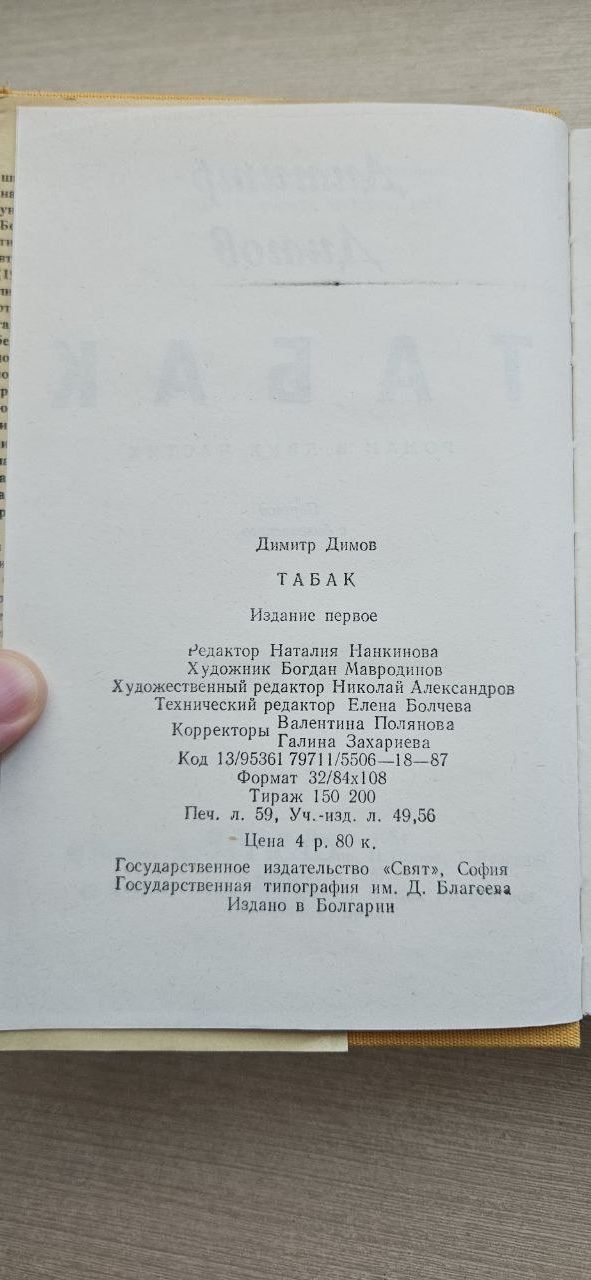 Димитр Димов
ТАБАК
Издание первое
Редактор Наталия Нанкинова
Художник Богдан Мавродинов
Художественный редактор Николай Александров
Технический редактор Елена Болчева
Корректоры Валентина Полянова
Галина Захариева
Код 13/95361 79711/5506—18—87
Формат 32/84х108
Тираж 150 200
Печ. л. 59, Уч.-изд. л. 49,56
Цена 4 р. 80 к.
Государственное издательство «Свят», София
Государственная типография им. Д. Благоева
Издано в Болгарии